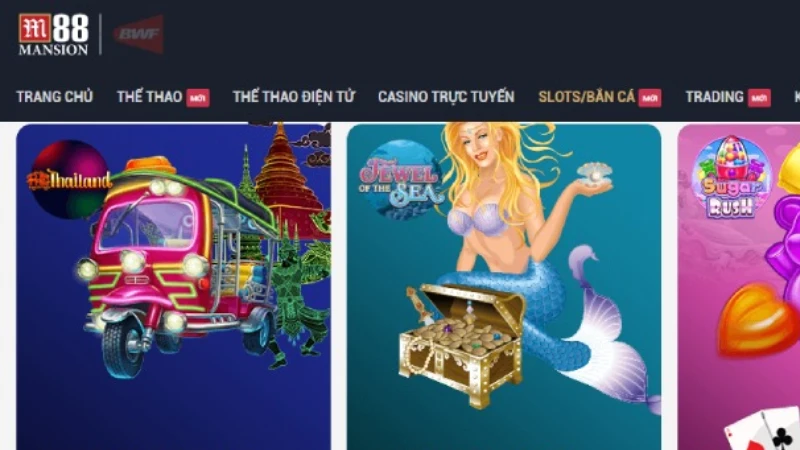 M88
MANSION
BWF
TRANG CHỦ THỂ THAO MỚI THỂ THAO ĐIỆN TỬ CASINO TRỰC TUYẾN SLOTS/BẮN CÁ MỚI TRADING MỚI K
Thailand
JEWEL
OF THE SEA
Sugar
RUSH